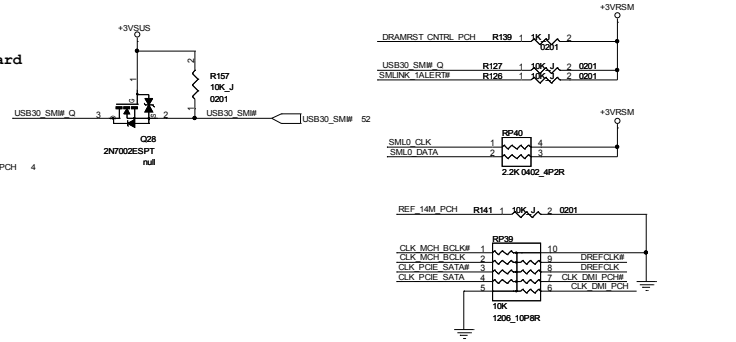 +3VSUS
ard
2
R157
10K_J
0201
1
1
G
USB30_SMI#_Q 3 2 USB30_SMI#
USB30_SMI# 52
Q28
2N7002ESPT
null
PCH 4
+3VRSM
DRAMRST_CNTRL_PCH R139 1 1K_J 2
0201
USB30_SMI#_Q R127 1 10K_J 2 0201
SMLINK_1ALERT# R126 1 10K_J 2 0201
+3VRSM
RP40
SML0_CLK 1 4
SML0_DATA 2 3
2.2K 0402_4P2R
REF_14M_PCH R141 1 10K_J 2 0201
RP39
CLK_MCH_BCLK# 1 10
CLK_MCH_BCLK 2 9 DREFCLK#
CLK_PCIE_SATA# 3 8 DREFCLK
CLK_PCIE_SATA 4 7 CLK_DMI_PCH#
5 6 CLK_DMI_PCH
10K
1206_10P8R